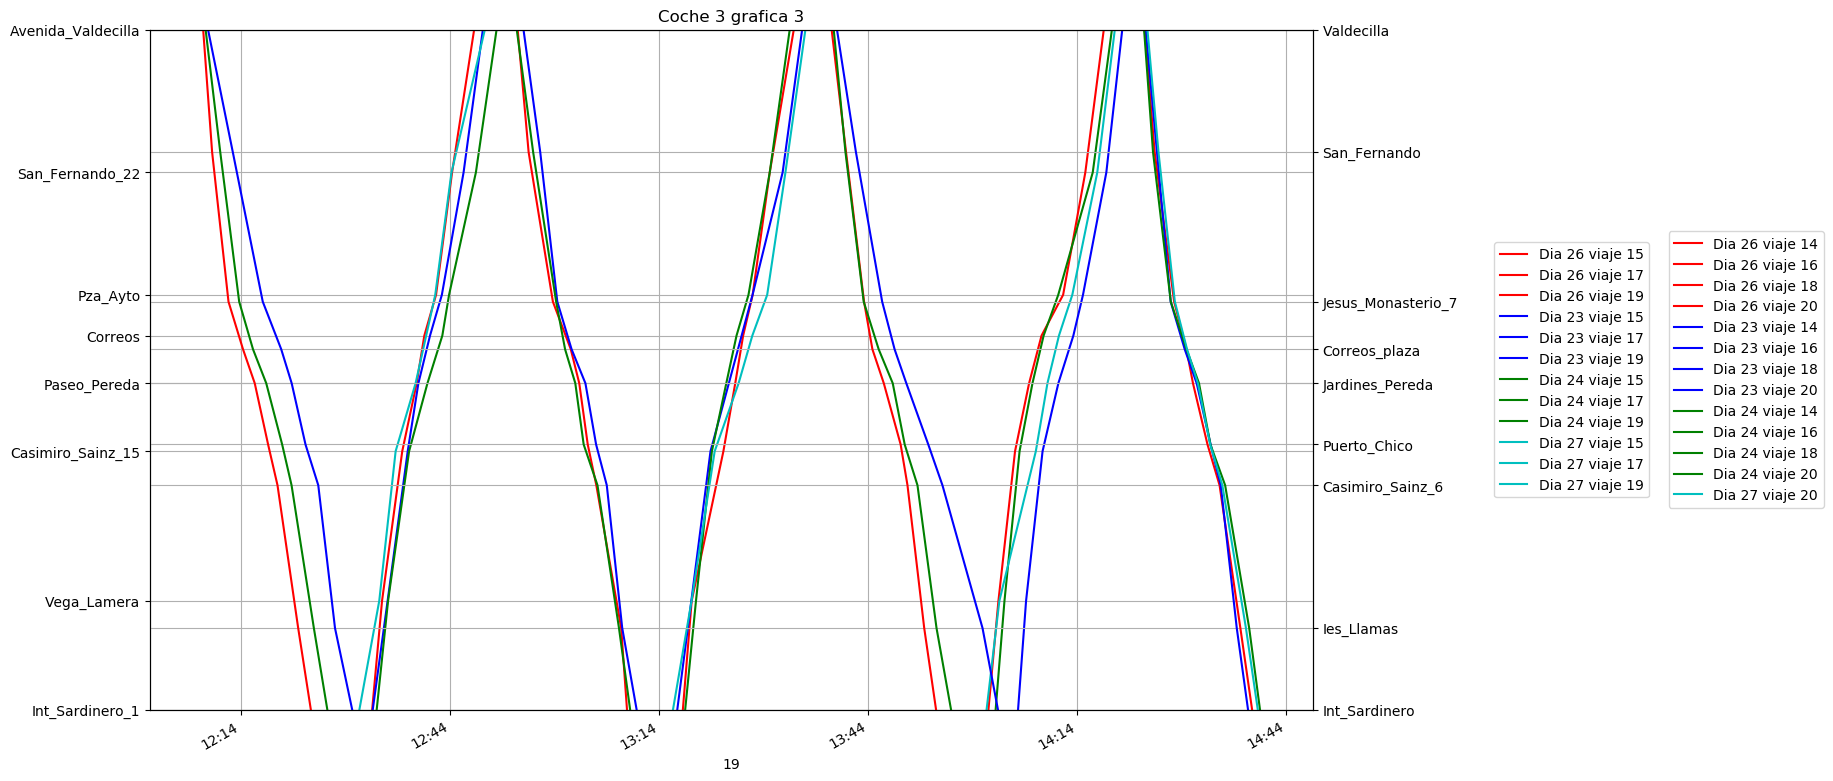 Coche 3 grafica 3
Avenida_Valdecilla
San_Fernando_22
Pza_Ayto
Correos
Paseo_Pereda
Casimiro_Sainz_15
Vega_Lamera
Int_Sardinero_1
Valdecilla
San_Fernando
Jesus_Monasterio_7
Correos_plaza
Jardines_Pereda
Puerto_Chico
Casimiro_Sainz_6
Ies_Llamas
Int_Sardinero
12:14
12:44
13:14
13:44
14:14
14:44
19
Dia 26 viaje 15
Dia 26 viaje 17
Dia 26 viaje 19
Dia 23 viaje 15
Dia 23 viaje 17
Dia 23 viaje 19
Dia 24 viaje 15
Dia 24 viaje 17
Dia 24 viaje 19
Dia 27 viaje 15
Dia 27 viaje 17
Dia 27 viaje 19
Dia 26 viaje 14
Dia 26 viaje 16
Dia 26 viaje 18
Dia 26 viaje 20
Dia 23 viaje 14
Dia 23 viaje 16
Dia 23 viaje 18
Dia 23 viaje 20
Dia 24 viaje 14
Dia 24 viaje 16
Dia 24 viaje 18
Dia 24 viaje 20
Dia 27 viaje 20